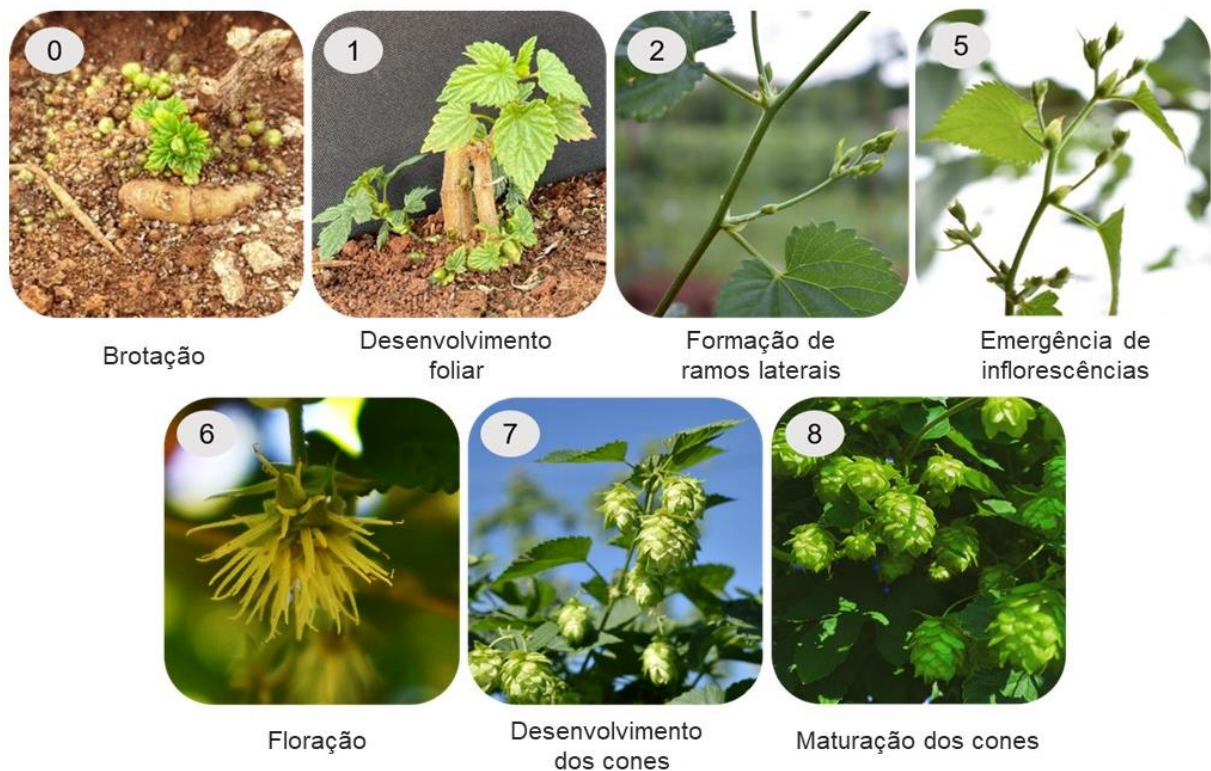 0
1
2
5
Brotação
Desenvolvimento
foliar
Formação de
ramos laterais
Emergência de
inflorescências
6
7
8
Floração
Desenvolvimento
dos cones
Maturação dos cones